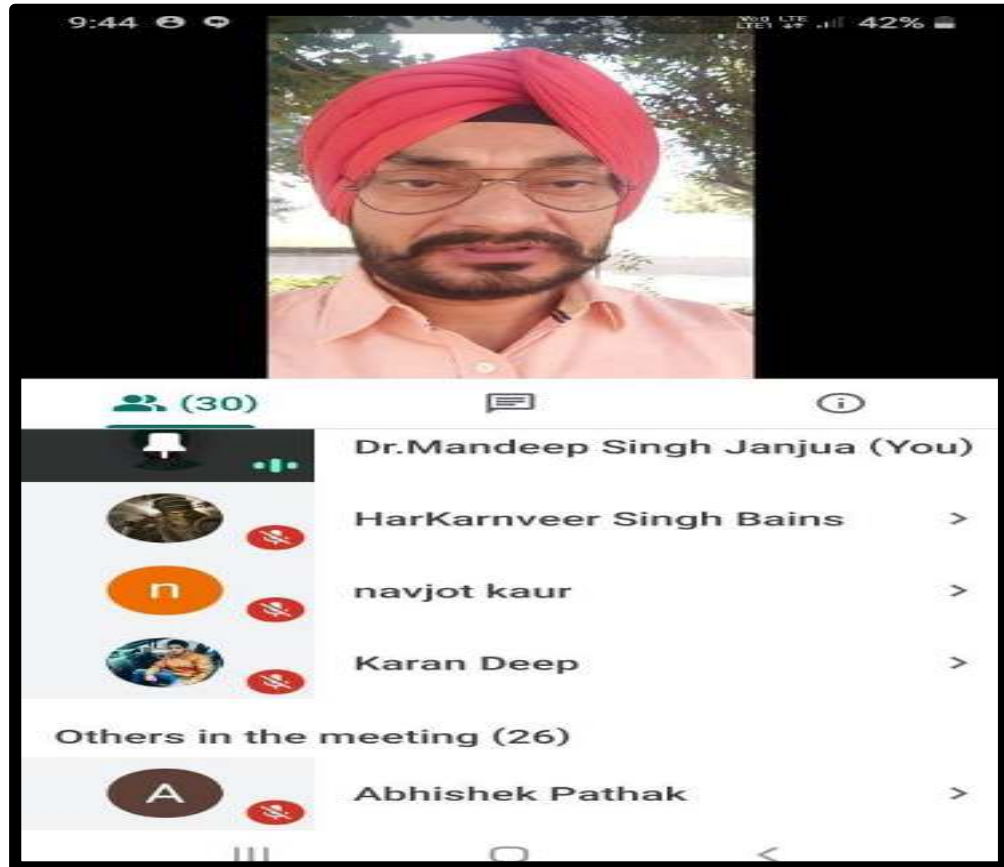 9:44 42%
(30)
Dr.Mandeep Singh Janjua (You)
HarKarnveer Singh Bains
n navjot kaur
Karan Deep
Others in the meeting (26)
A Abhishek Pathak